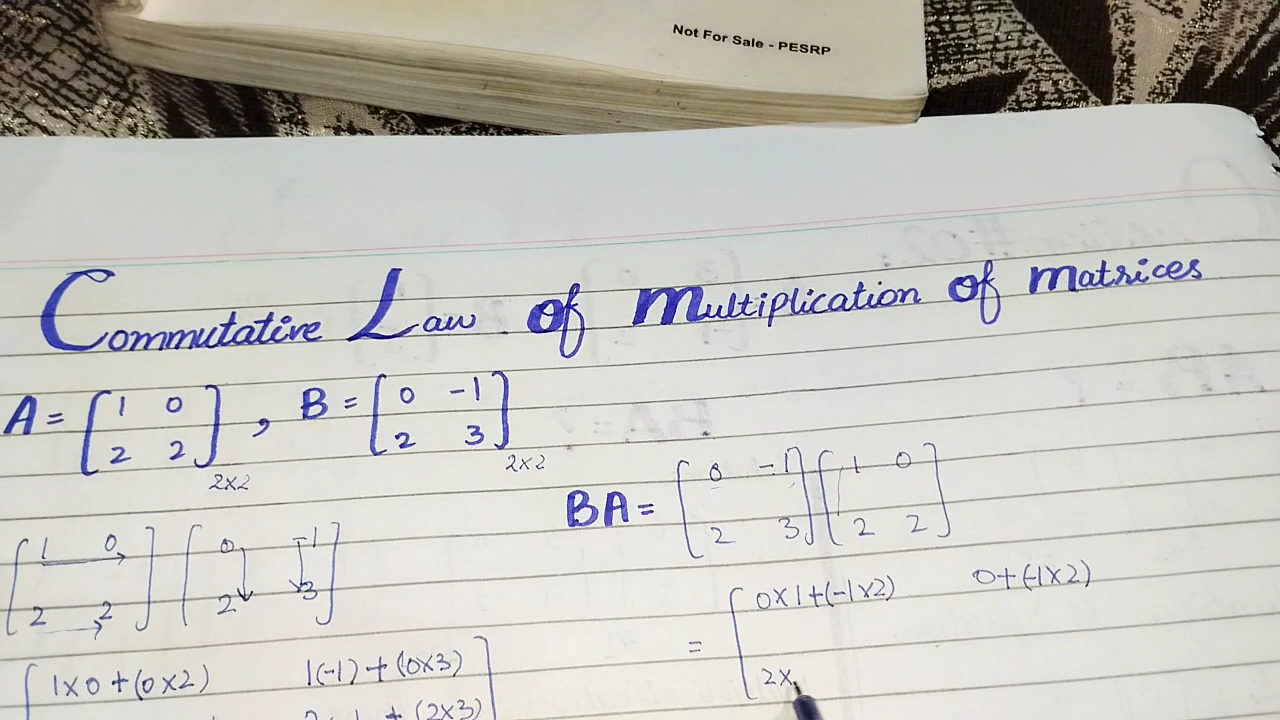 Not For Sale - PESRP
Commutative Law of Multiplication of Matrices
A = [1 0
2 2] 2x2 , B = [0 -1
2 3] 2x2
[1 0
2 2] [0 -1
2 3]
[1x0+(0x2) 1(-1)+(0x3)
+(2x3)]
BA = [0 -1
2 3] [1 0
2 2]
= [0x1+(-1x2) 0+(-1x2)
2x